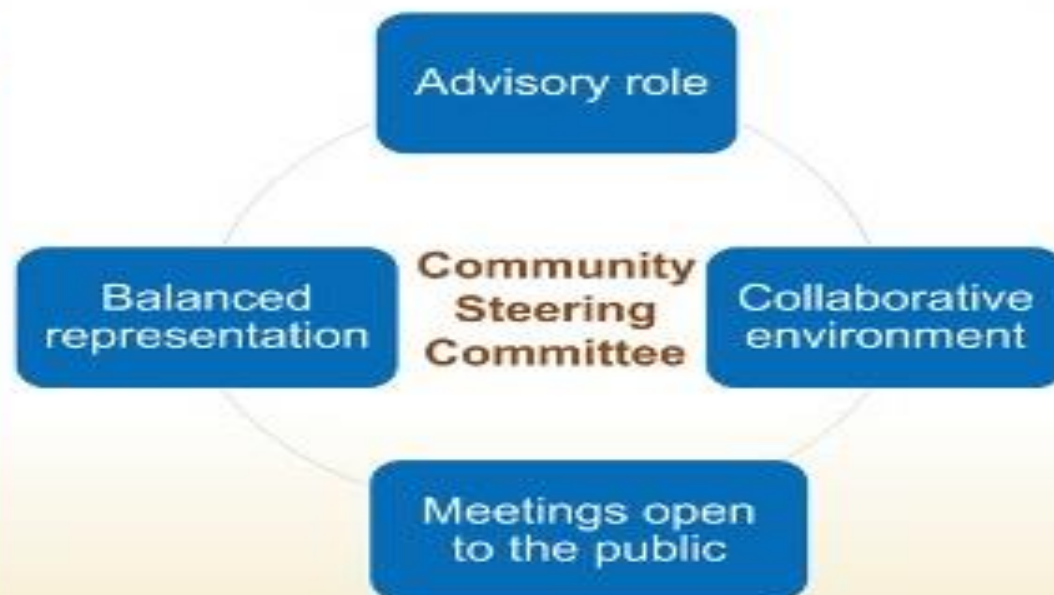 Advisory role
Balanced
representation
Community
Steering
Committee
Collaborative
environment
Meetings open
to the public